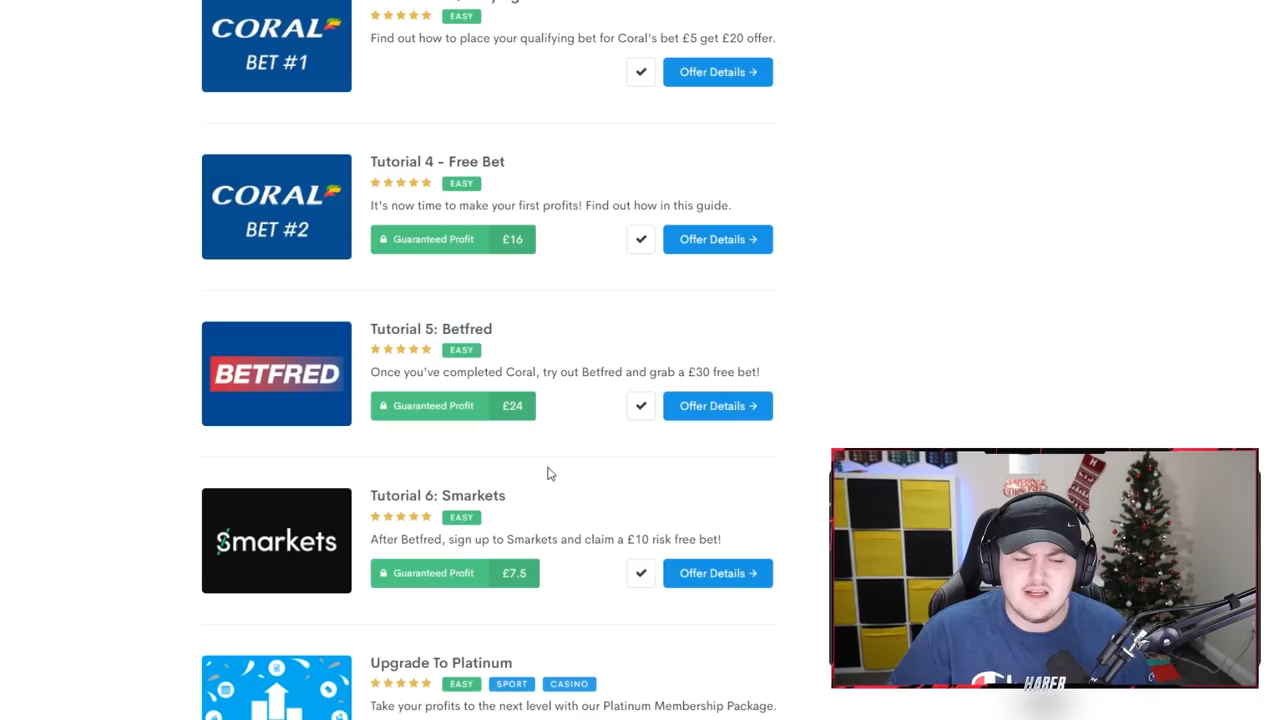 CORAL
BET #1
EASY
Find out how to place your qualifying bet for Coral's bet £5 get £20 offer.
Offer Details →
CORAL
BET #2
Tutorial 4 - Free Bet
EASY
It's now time to make your first profits! Find out how in this guide.
Guaranteed Profit £16
Offer Details →
BETFRED
Tutorial 5: Betfred
EASY
Once you've completed Coral, try out Betfred and grab a £30 free bet!
Guaranteed Profit £24
Offer Details →
Smarkets
Tutorial 6: Smarkets
EASY
After Betfred, sign up to Smarkets and claim a £10 risk free bet!
Guaranteed Profit £7.5
Offer Details →
Upgrade To Platinum
EASY SPORT CASINO
Take your profits to the next level with our Platinum Membership Package.
HABER